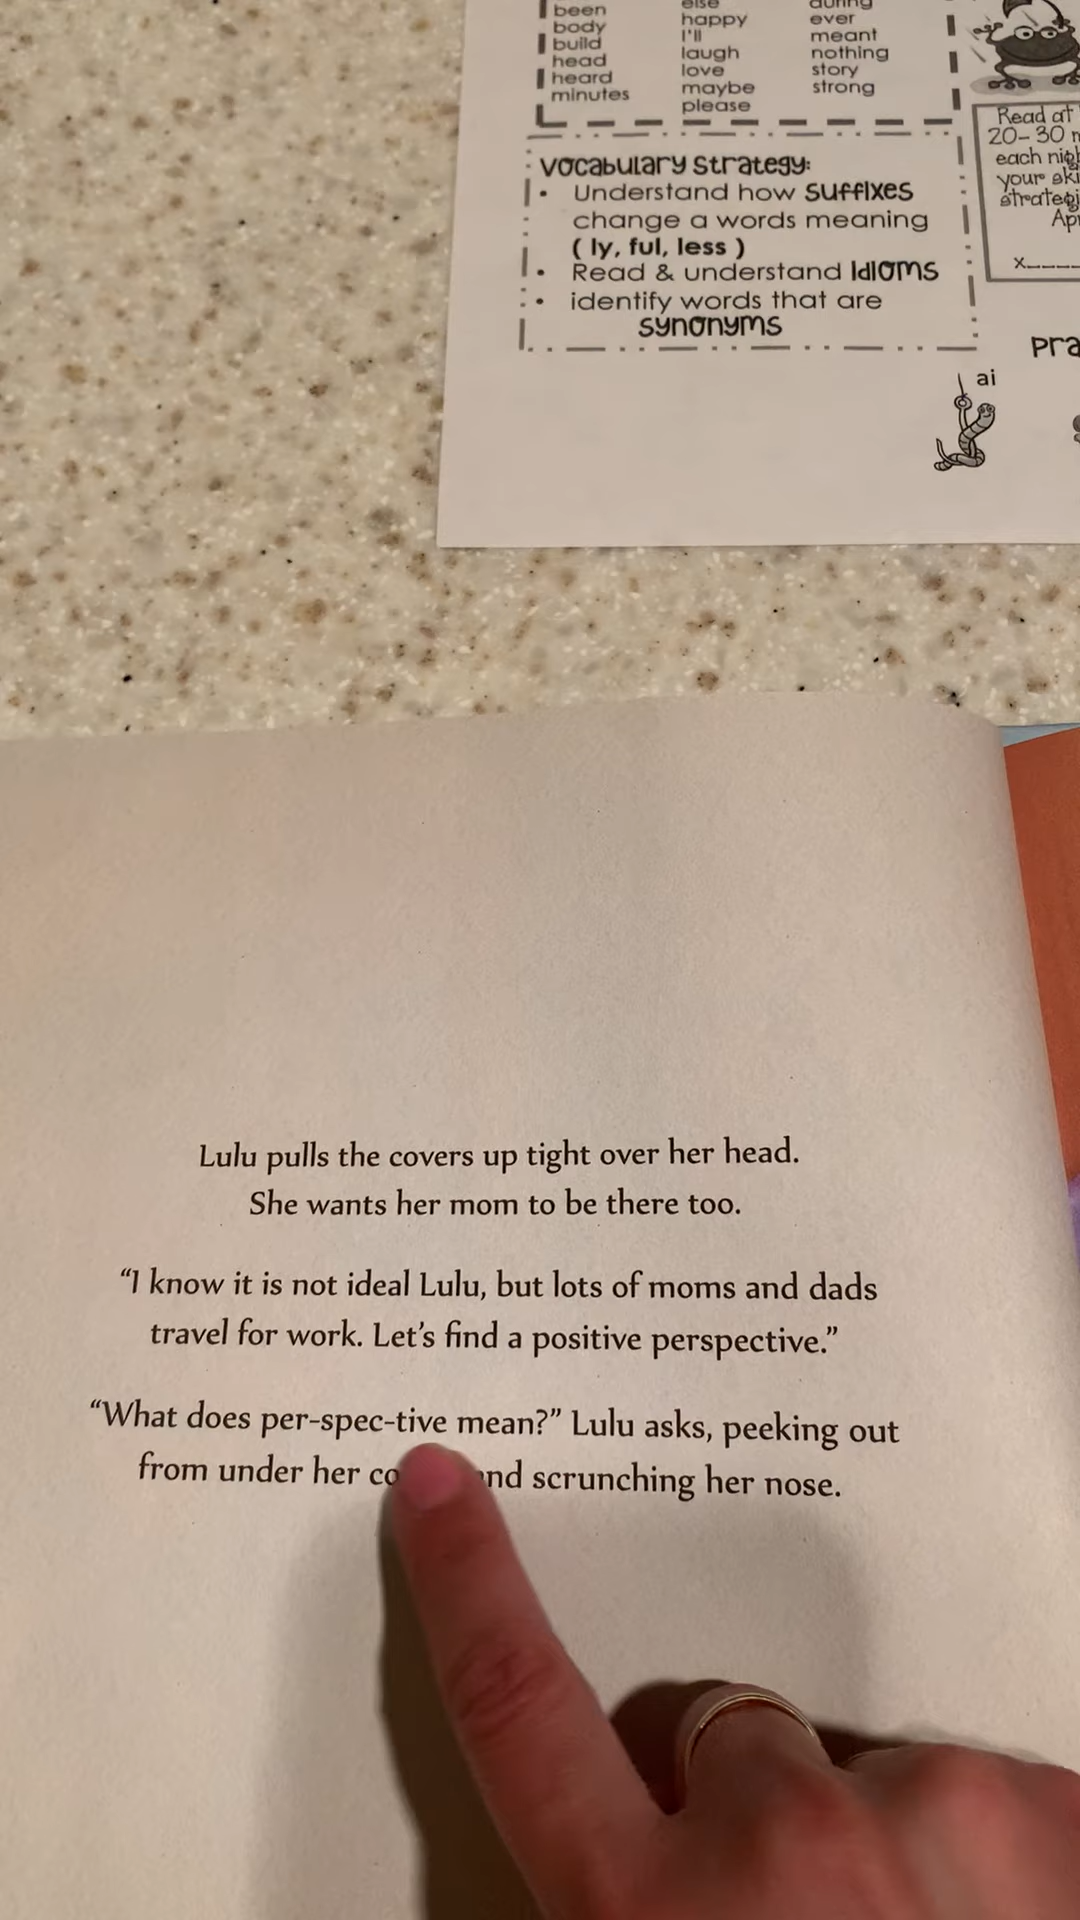 been
body
build
head
heard
minutes
else
happy
I'll
laugh
love
maybe
please
during
ever
meant
nothing
story
strong
Read at
20-30
each
your
x____
Vocabulary Strategy:
• Understand how suffixes
change a words meaning
( ly, ful, less )
• Read & understand Idioms
• identify words that are
synonyms
ai
Lulu pulls the covers up tight over her head.
She wants her mom to be there too.
“I know it is not ideal Lulu, but lots of moms and dads
travel for work. Let’s find a positive perspective.”
“What does per-spec-tive mean?” Lulu asks, peeking out
from under her and scrunching her nose.